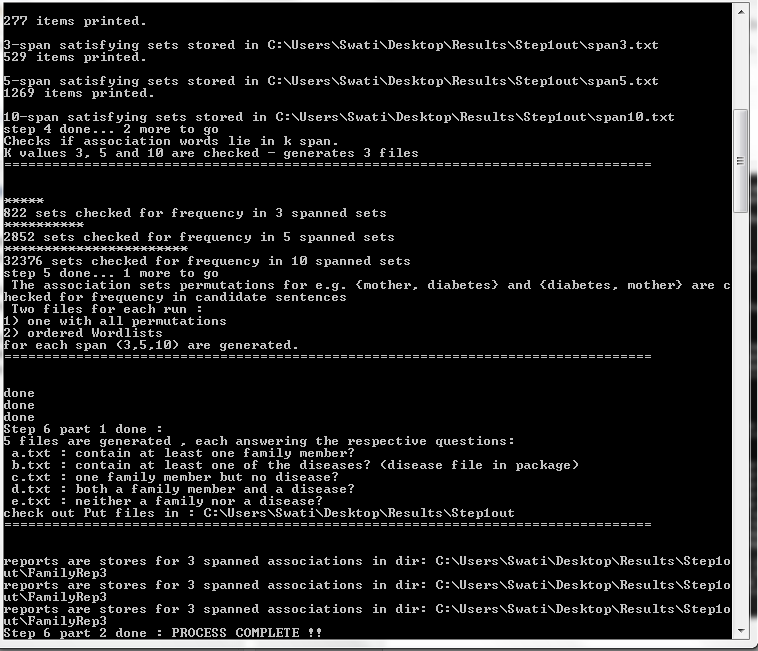 277 items printed.
3-span satisfying sets stored in C:\Users\Swati\Desktop\Results\Step1out\span3.txt
529 items printed.
5-span satisfying sets stored in C:\Users\Swati\Desktop\Results\Step1out\span5.txt
1269 items printed.
10-span satisfying sets stored in C:\Users\Swati\Desktop\Results\Step1out\span10.txt
step 4 done... 2 more to go
Checks if association words lie in k span.
K values 3, 5 and 10 are checked - generates 3 files
=================================================================================
*****
822 sets checked for frequency in 3 spanned sets
**********
2852 sets checked for frequency in 5 spanned sets
***********************
32376 sets checked for frequency in 10 spanned sets
step 5 done... 1 more to go
The association sets permutations for e.g. {mother, diabetes} and {diabetes, mother} are c
hecked for frequency in candidate sentences
Two files for each run :
1) one with all permutations
2) ordered Wordlists
for each span (3,5,10) are generated.
=================================================================================
done
done
done
Step 6 part 1 done :
5 files are generated , each answering the respective questions:
a.txt : contain at least one family member?
b.txt : contain at least one of the diseases? (disease file in package)
c.txt : one family member but no disease?
d.txt : both a family member and a disease?
e.txt : neither a family nor a disease?
check out Put files in : C:\Users\Swati\Desktop\Results\Step1out
=================================================================================
reports are stores for 3 spanned associations in dir: C:\Users\Swati\Desktop\Results\Step1o
ut\FamilyRep3
reports are stores for 3 spanned associations in dir: C:\Users\Swati\Desktop\Results\Step1o
ut\FamilyRep3
reports are stores for 3 spanned associations in dir: C:\Users\Swati\Desktop\Results\Step1o
ut\FamilyRep3
Step 6 part 2 done : PROCESS COMPLETE !!